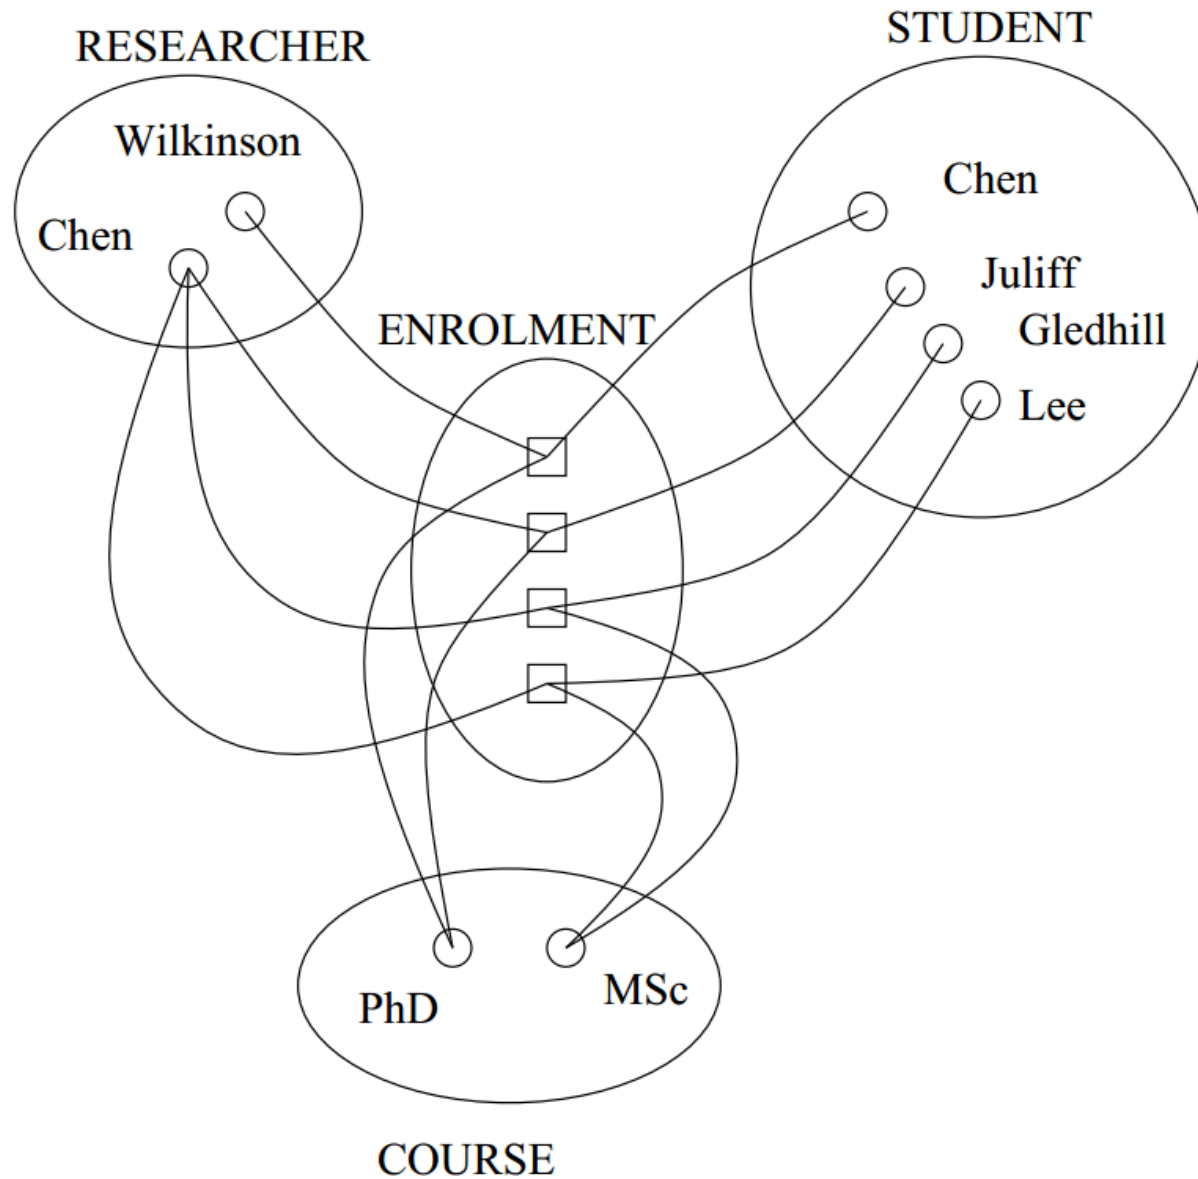 RESEARCHER
Wilkinson
Chen
STUDENT
Chen
Juliff
Gledhill
Lee
ENROLMENT
PhD
MSc
COURSE